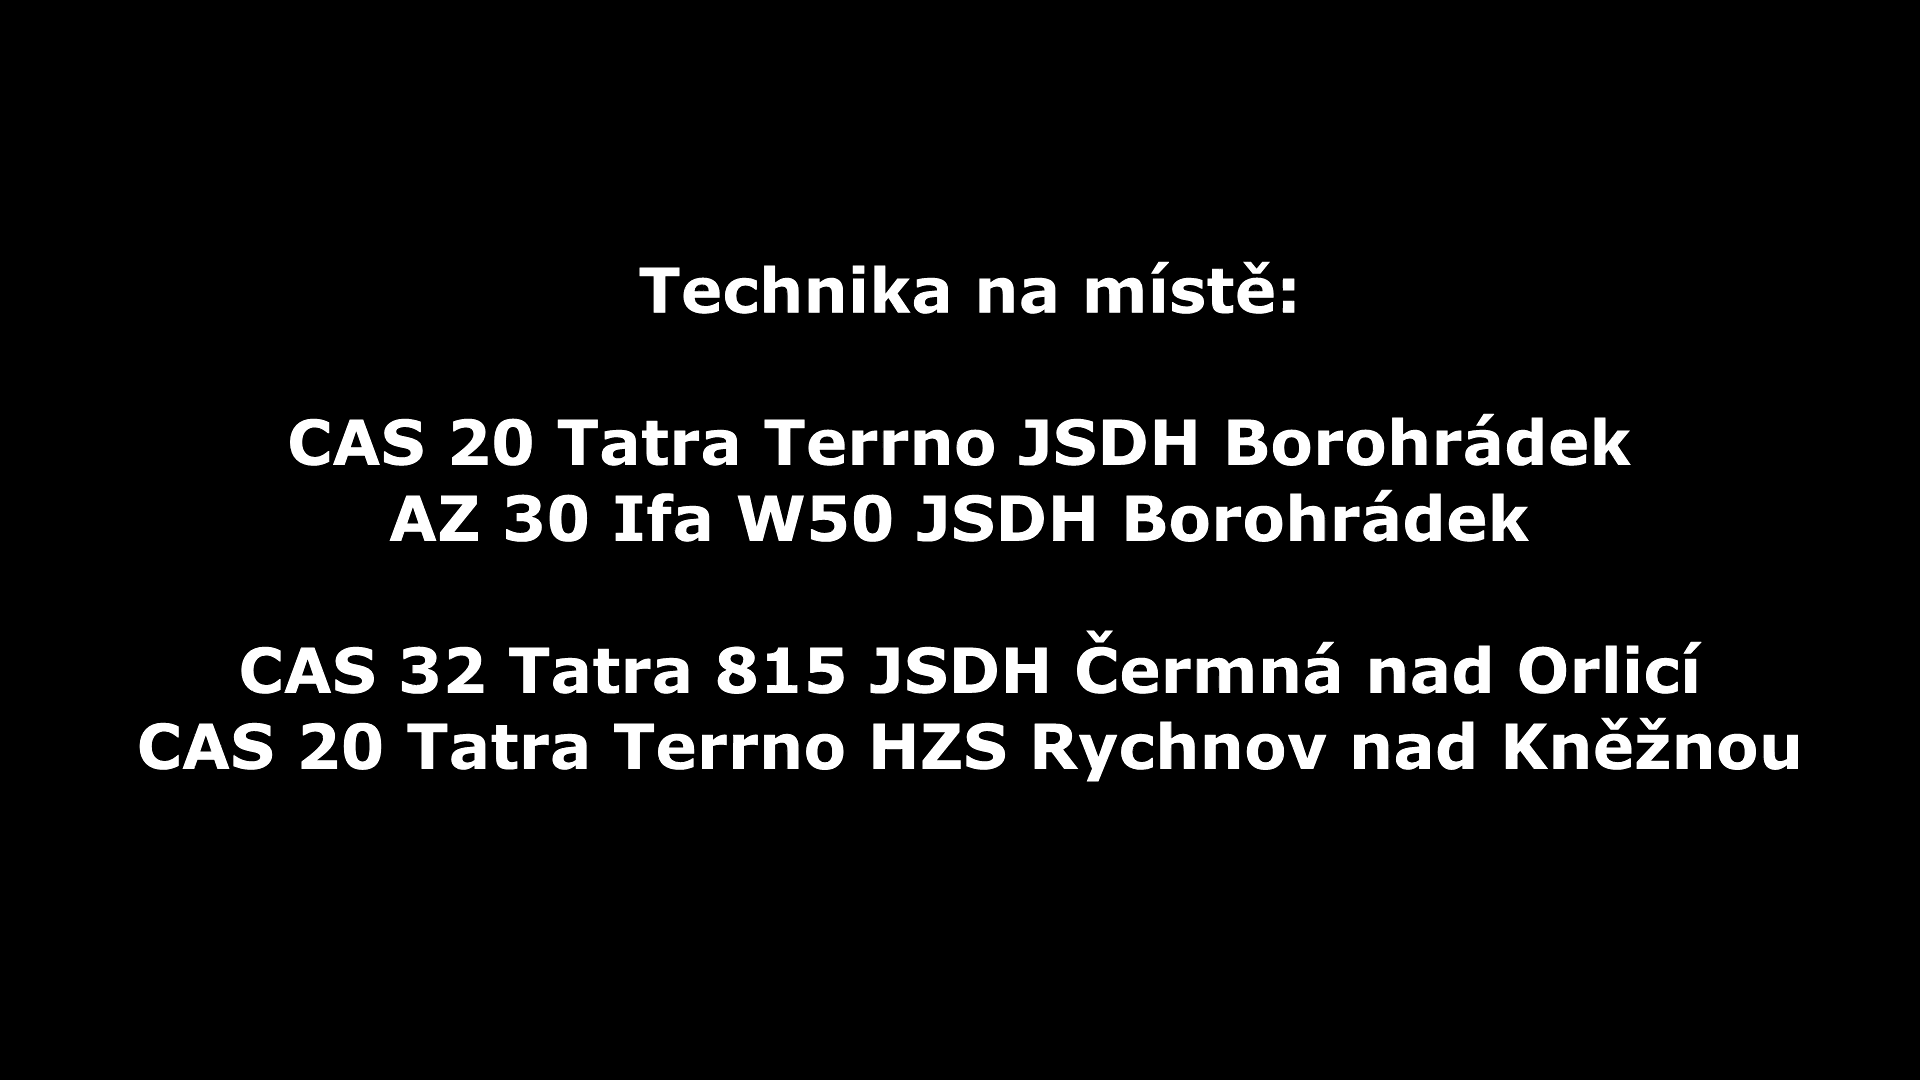 Technika na místě:
CAS 20 Tatra Terrno JSDH Borohrádek
AZ 30 Ifa W50 JSDH Borohrádek
CAS 32 Tatra 815 JSDH Čermná nad Orlicí
CAS 20 Tatra Terrno HZS Rychnov nad Kněžnou